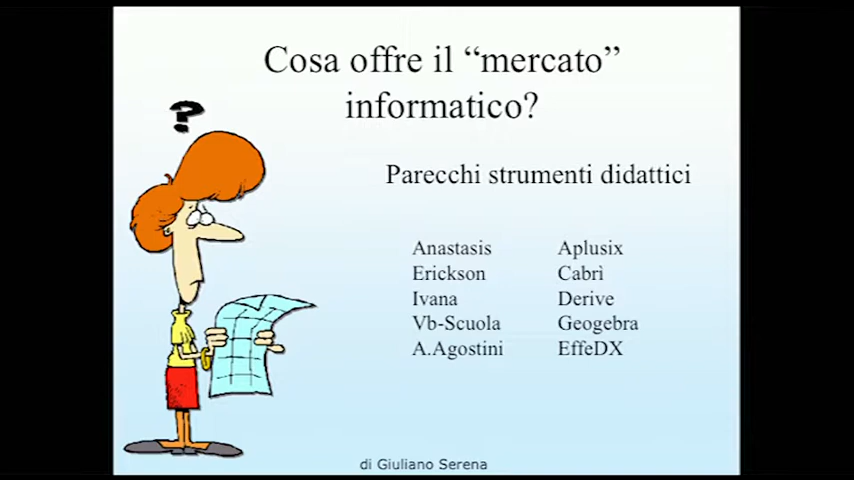 ?
Cosa offre il “mercato”
informatico?
Parecchi strumenti didattici
Anastasis
Erickson
Ivana
Vb-Scuola
A.Agostini
Aplusix
Cabrì
Derive
Geogebra
EffeDX
di Giuliano Serena